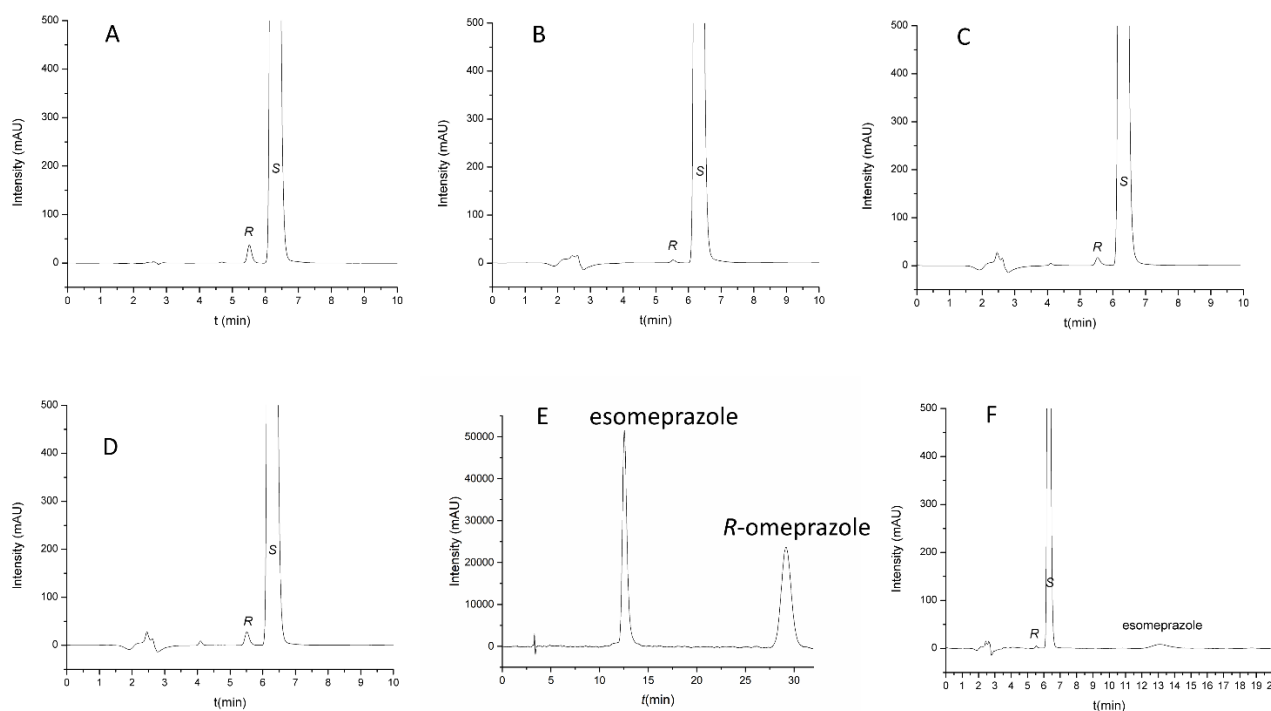 A
500
400
300
200
100
0
Intensity (mAU)
R
S
0 1 2 3 4 5 6 7 8 9 10
t (min)
B
500
400
300
200
100
0
Intensity (mAU)
R
S
0 1 2 3 4 5 6 7 8 9 10
t(min)
C
500
400
300
200
100
0
Intensity (mAU)
R
S
0 1 2 3 4 5 6 7 8 9 10
t(min)
D
500
400
300
200
100
0
Intensity (mAU)
R
S
0 1 2 3 4 5 6 7 8 9 10
t(min)
E
esomeprazole
R-omeprazole
50000
40000
30000
20000
10000
0
Intensity (mAU)
0 5 10 15 20 25 30
t(min)
F
500
400
300
200
100
0
Intensity (mAU)
R
S
esomeprazole
0 1 2 3 4 5 6 7 8 9 10 11 12 13 14 15 16 17 18 19
t(min)